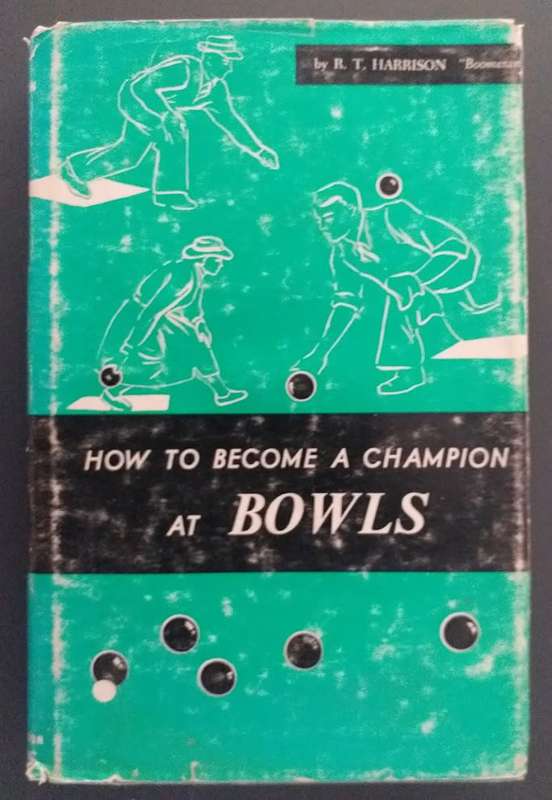 by R. T. HARRISON
HOW TO BECOME A CHAMPION
AT BOWLS